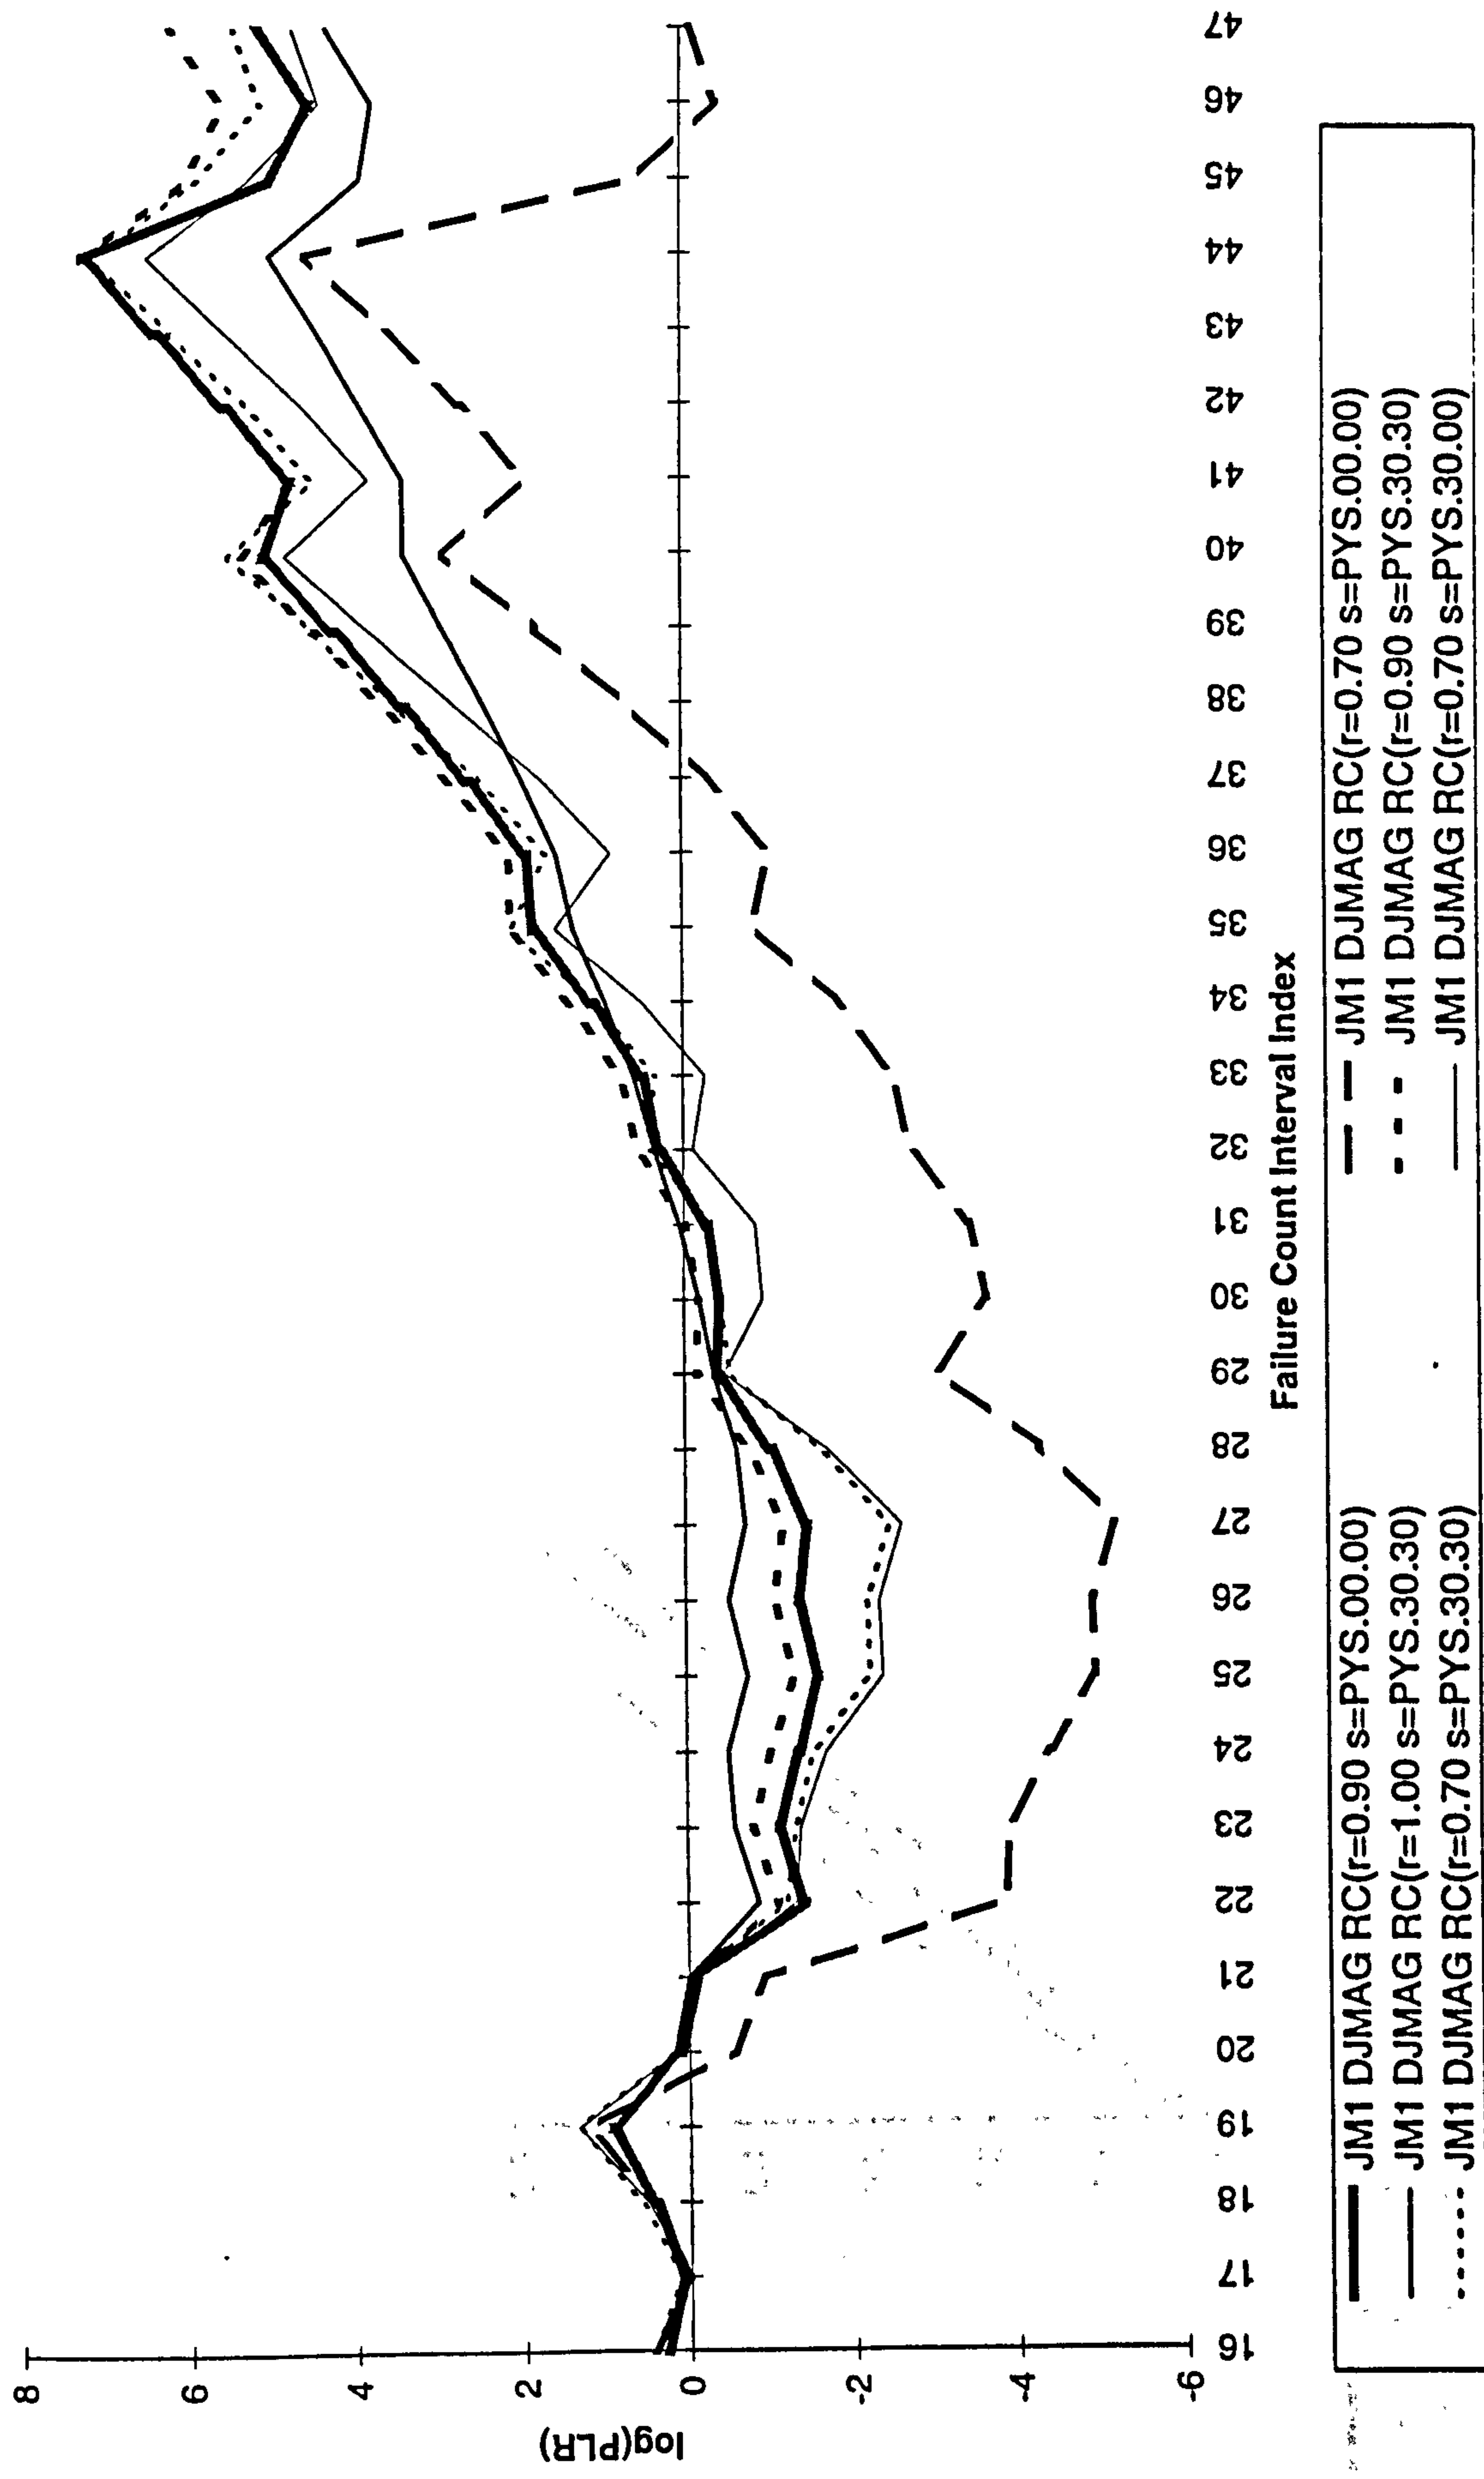 log(PLR)
8
6
4
2
0
-2
-4
-6
16 17 18 19 20 21 22 23 24 25 26 27 28 29 30 31 32 33 34 35 36 37 38 39 40 41 42 43 44 45 46 47
Failure Count Interval Index
JM1 DJMAG RC(r=0.90 s=PYS.00.00) JM1 DJMAG RC(r=0.70 s=PYS.00.00)
JM1 DJMAG RC(r=1.00 s=PYS.30.30) JM1 DJMAG RC(r=0.90 s=PYS.30.30)
JM1 DJMAG RC(r=0.70 s=PYS.30.30) JM1 DJMAG RC(r=0.70 s=PYS.30.00)